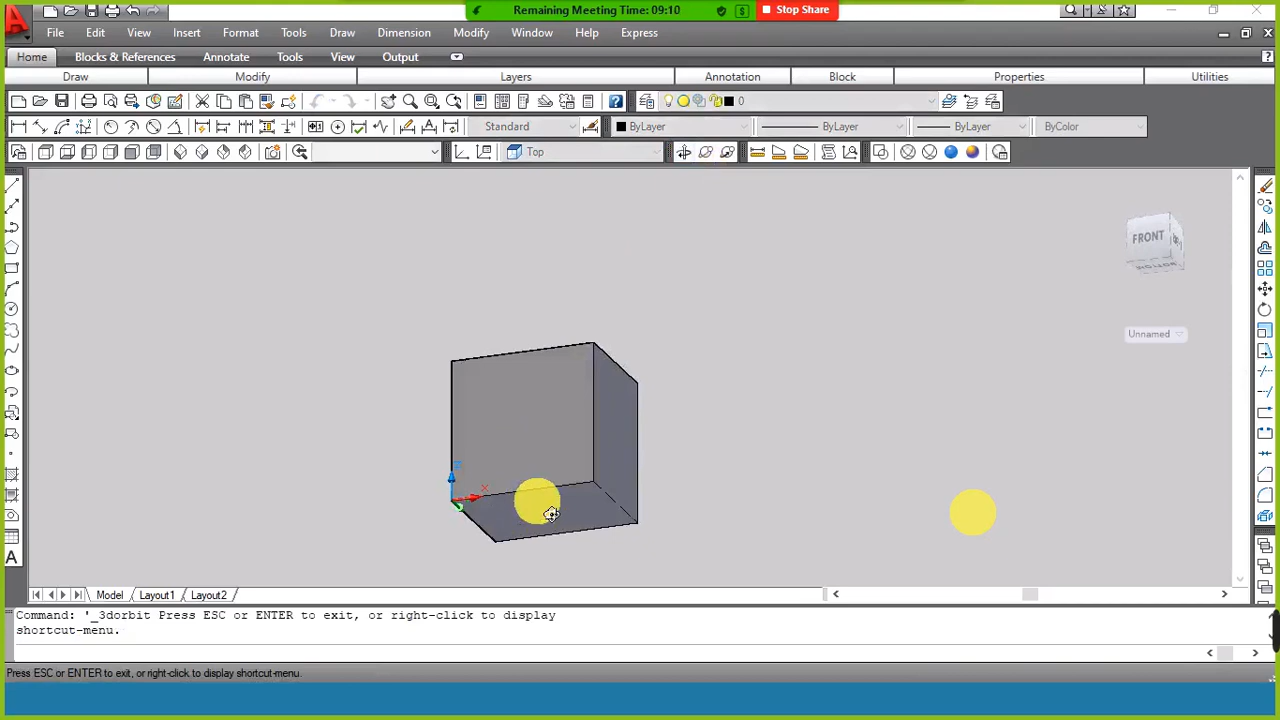 Remaining Meeting Time: 09:10
Stop Share
File Edit View Insert Format Tools Draw Dimension Modify Window Help Express
Home Blocks & References Annotate Tools View Output
Draw Modify Layers Annotation Block Properties Utilities
0
Standard ByLayer ByLayer ByLayer ByColor
Top
FRONT
Unnamed
X
A
Model Layout1 Layout2
Command: '_3dorbit Press ESC or ENTER to exit, or right-click to display
shortcut-menu.
Press ESC or ENTER to exit, or right-click to display shortcut-menu.